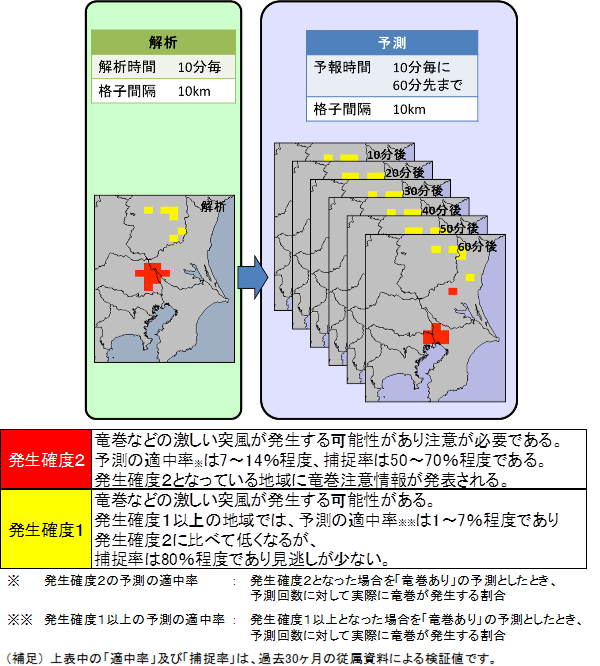 解析
解析時間 10分毎
格子間隔 10km
予測
予報時間 10分毎に
60分先まで
格子間隔 10km
解析
10分後
20分後
30分後
40分後
50分後
60分後
発生確度2
竜巻などの激しい突風が発生する可能性があり注意が必要である。
予測の適中率※は7～14%程度、捕捉率は50～70%程度である。
発生確度2となっている地域に竜巻注意情報が発表される。
発生確度1
竜巻などの激しい突風が発生する可能性がある。
発生確度1以上の地域では、予測の適中率※※は1～7%程度であり
発生確度2に比べて低くなるが、
捕捉率は80%程度であり見逃しが少ない。
※ 発生確度2の予測の適中率 : 発生確度2となった場合を「竜巻あり」の予測としたとき、
予測回数に対して実際に竜巻が発生する割合
※※ 発生確度1以上の予測の適中率 : 発生確度1以上となった場合を「竜巻あり」の予測としたとき、
予測回数に対して実際に竜巻が発生する割合
（補足）上表中の「適中率」及び「捕捉率」は、過去30ヶ月の従属資料による検証値です。